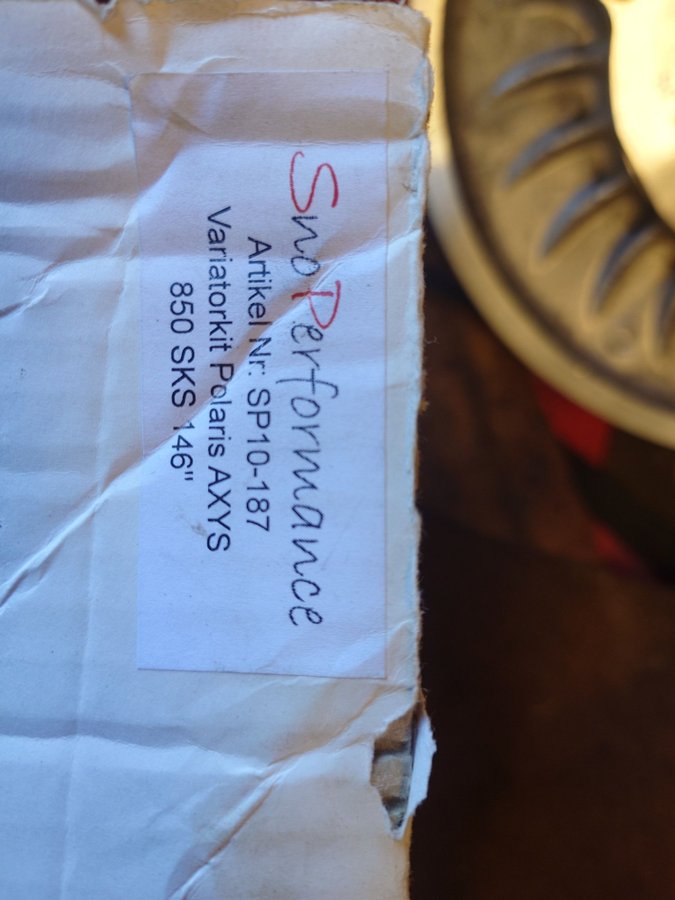 SnoPerformance
Artikel Nr: SP10-187
Variatorkit Polaris AXYS
850 SKS 146"